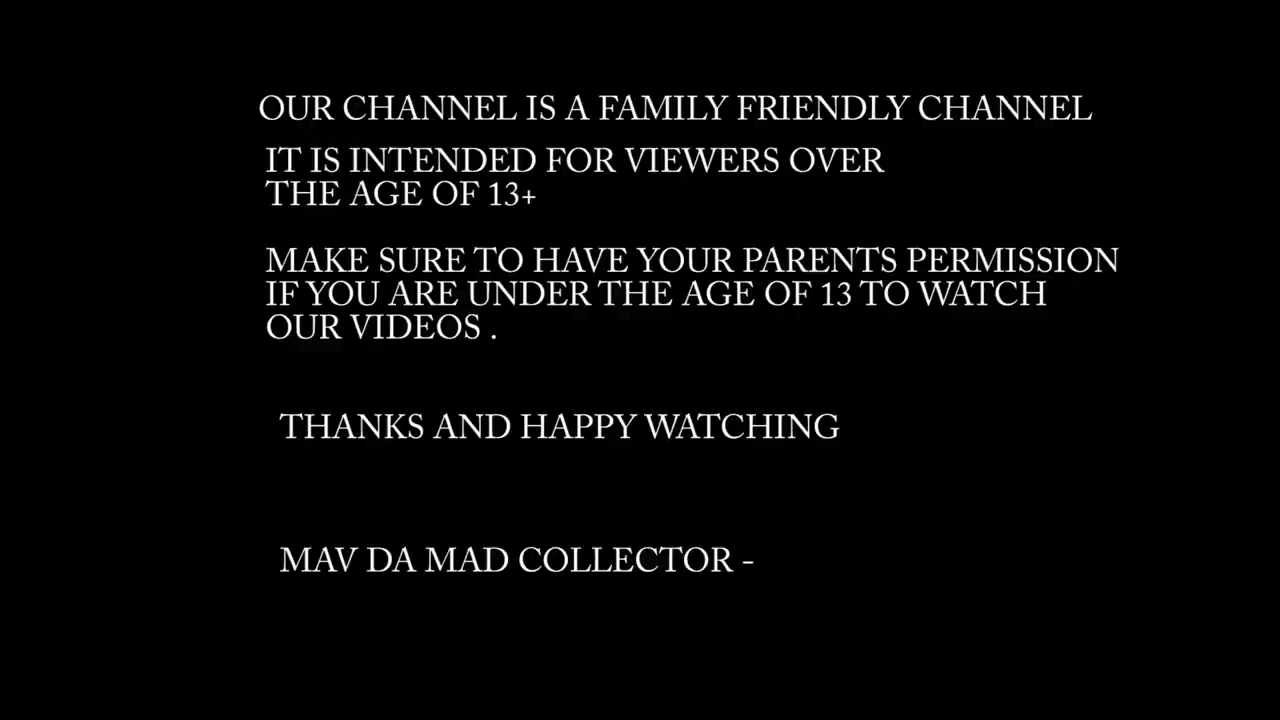 OUR CHANNEL IS A FAMILY FRIENDLY CHANNEL
IT IS INTENDED FOR VIEWERS OVER
THE AGE OF 13+
MAKE SURE TO HAVE YOUR PARENTS PERMISSION
IF YOU ARE UNDER THE AGE OF 13 TO WATCH
OUR VIDEOS .
THANKS AND HAPPY WATCHING
MAV DA MAD COLLECTOR -